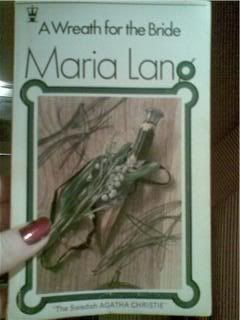 A Wreath for the Bride
Maria Lang
"The Swedish AGATHA CHRISTIE"